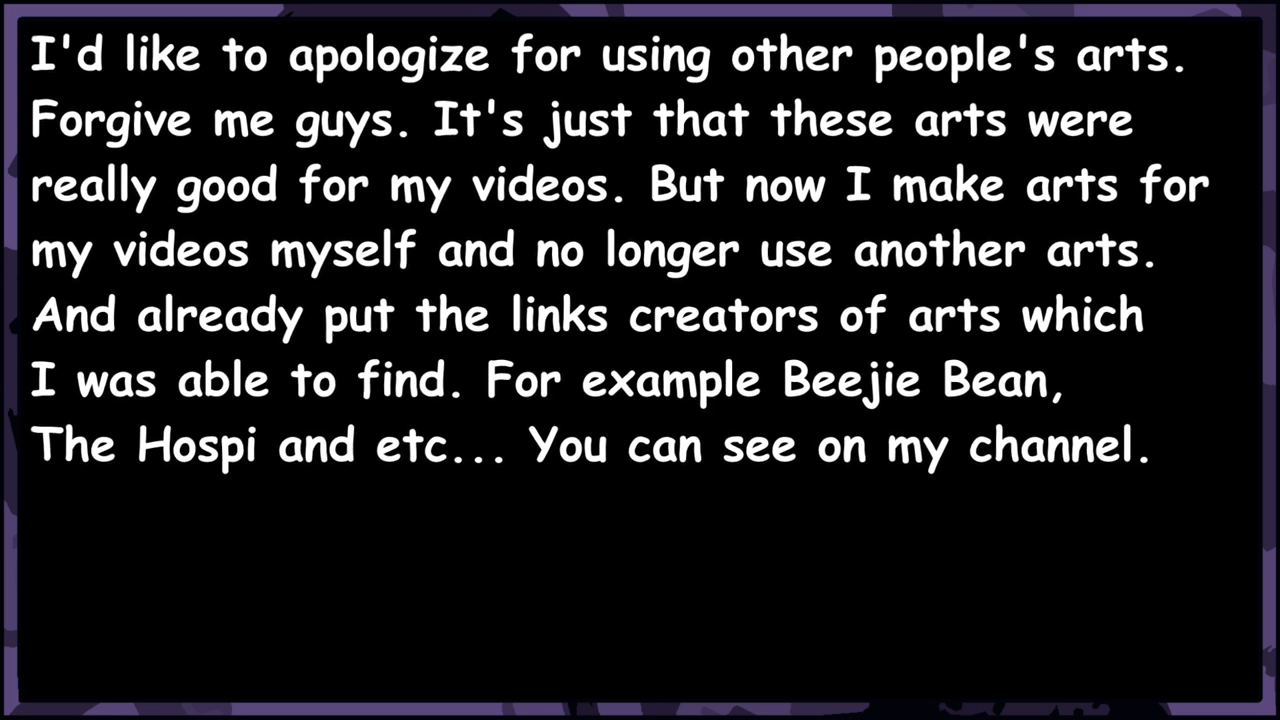 I'd like to apologize for using other people's arts.
Forgive me guys. It's just that these arts were
really good for my videos. But now I make arts for
my videos myself and no longer use another arts.
And already put the links creators of arts which
I was able to find. For example Beejie Bean,
The Hospi and etc... You can see on my channel.